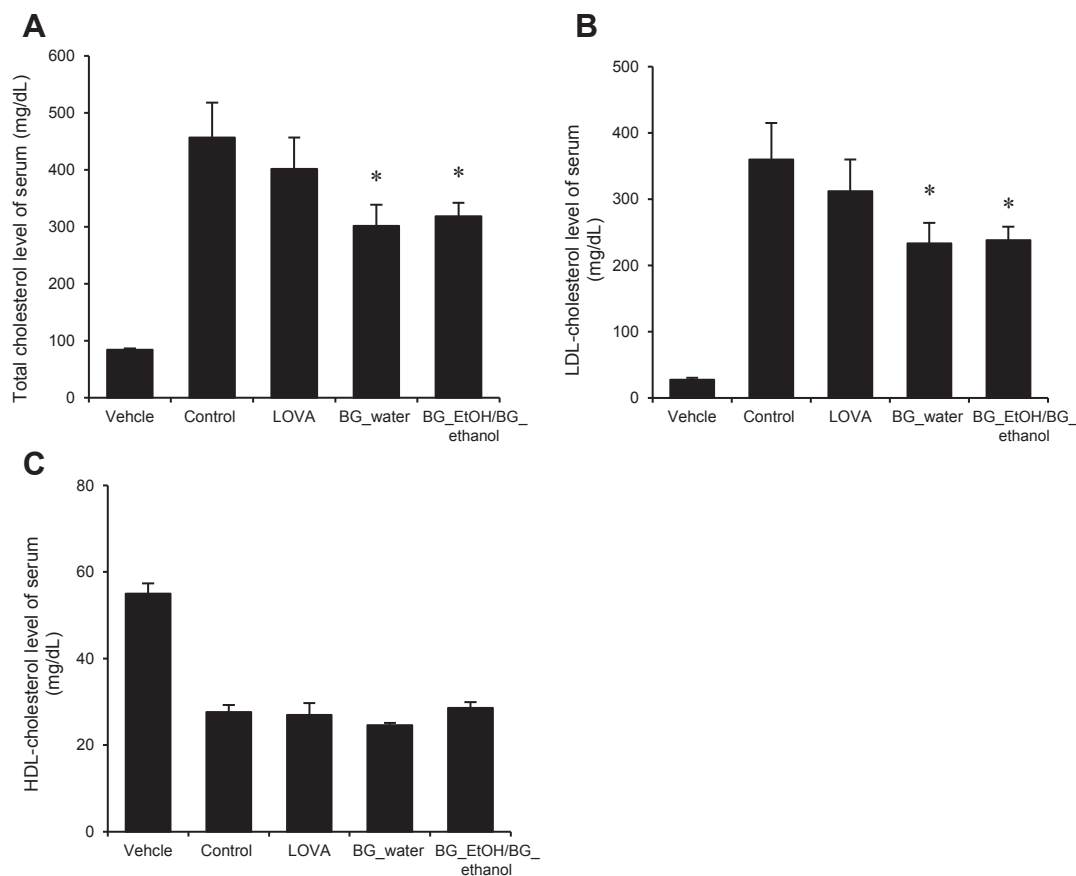 A
Total cholesterol level of serum (mg/dL)
600
500
400
300
200
100
0
*
*
Vehcle Control LOVA BG_water BG_EtOH/BG_
ethanol
B
LDL-cholesterol level of serum
(mg/dL)
500
400
300
200
100
0
*
*
Vehcle Control LOVA BG_water BG_EtOH/BG_
ethanol
C
HDL-cholesterol level of serum
(mg/dL)
80
60
40
20
0
Vehcle Control LOVA BG_water BG_EtOH/BG_
ethanol